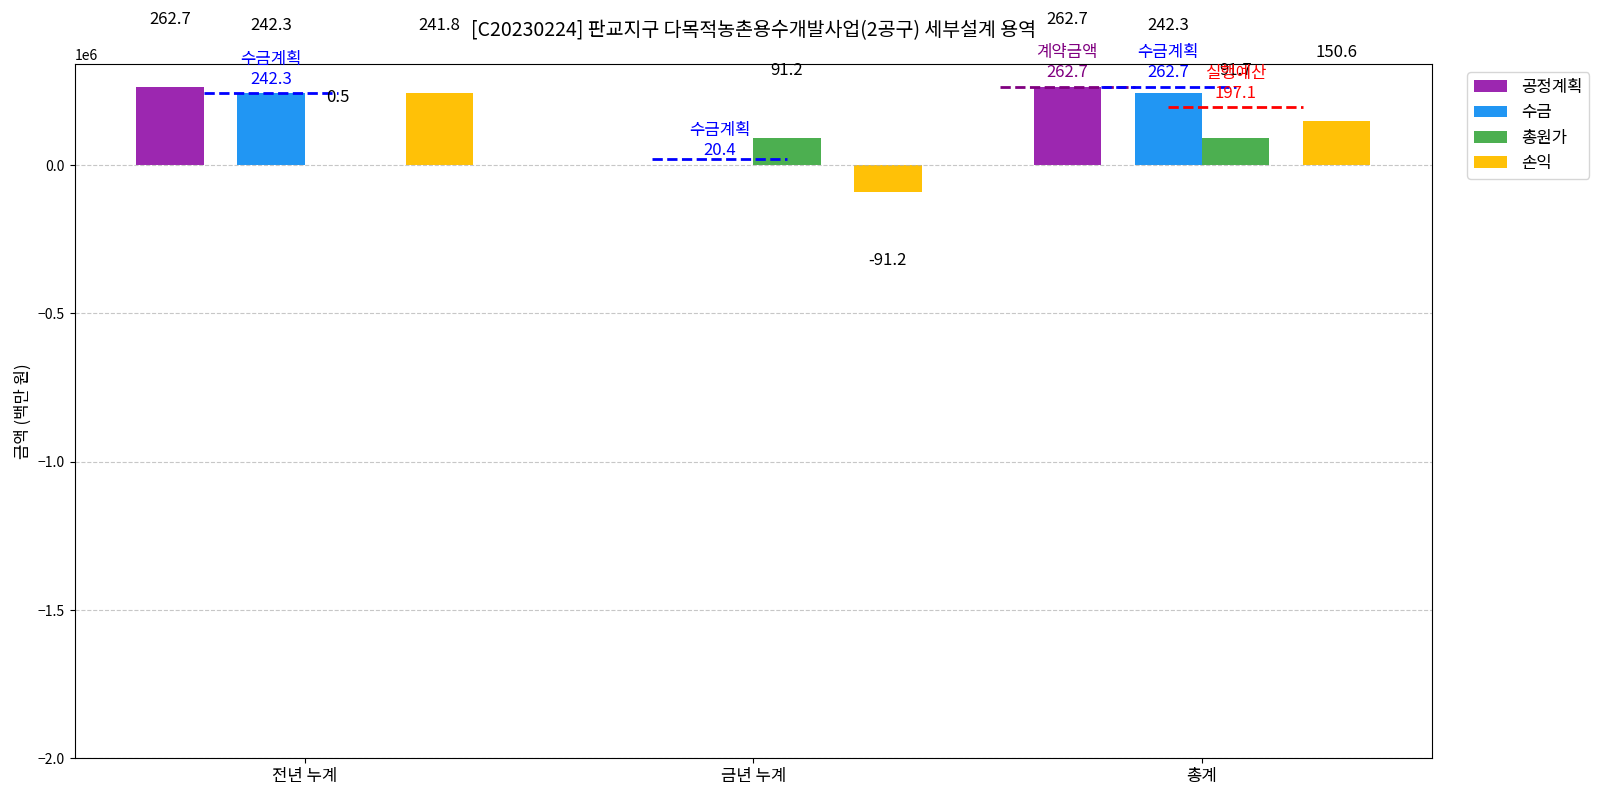 [C20230224] 판교지구 다목적농촌용수개발사업(2공구) 세부설계 용역
262.7
242.3
241.8
262.7
242.3
150.6
1e6
수금계획
242.3
0.5
91.2
수금계획
20.4
-91.2
계약금액
262.7
수금계획
262.7
91.7
실행예산
197.1
공정계획
수금
총원가
손익
금액 (백만 원)
0.0
−0.5
−1.0
−1.5
−2.0
전년 누계
금년 누계
총계